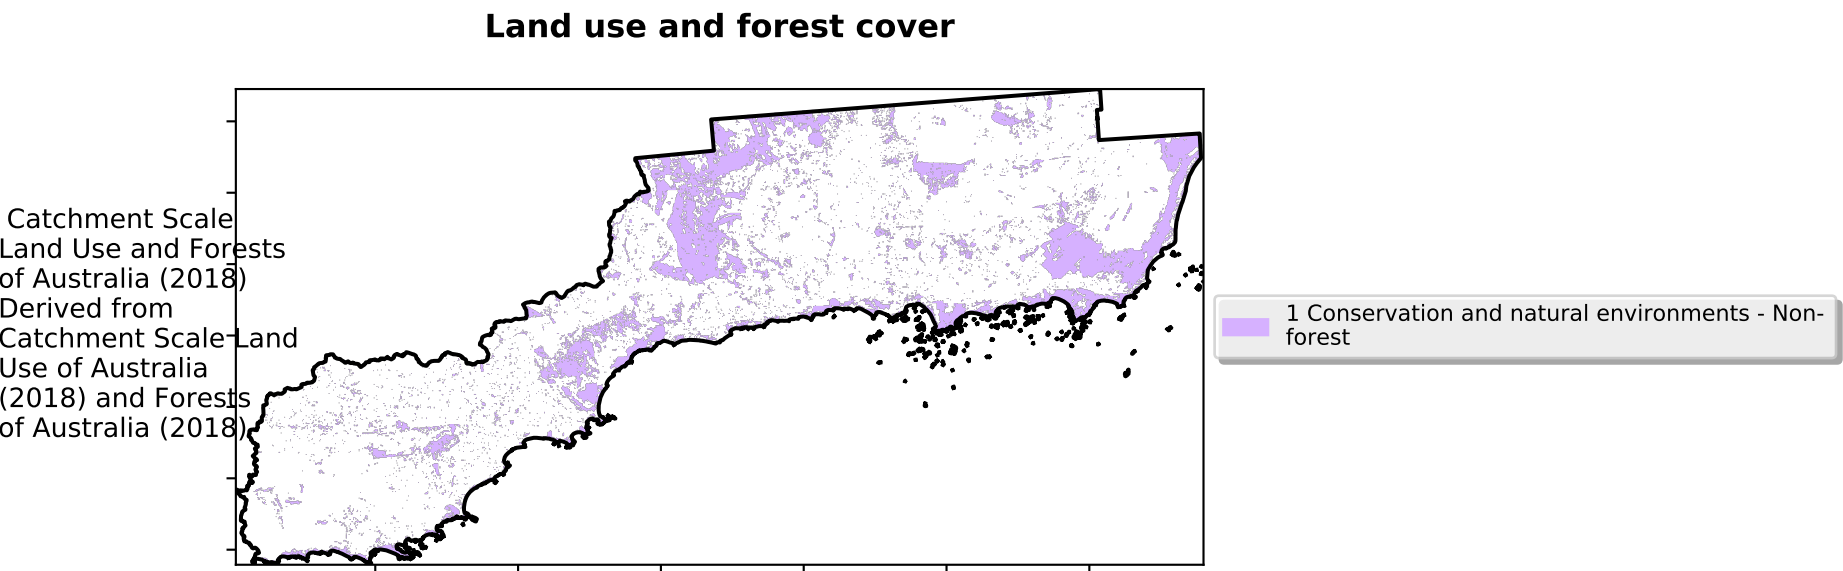 Land use and forest cover
Catchment Scale
Land Use and Forests
of Australia (2018)
Derived from
Catchment Scale Land
Use of Australia
(2018) and Forests
of Australia (2018)
1 Conservation and natural environments - Non-
forest